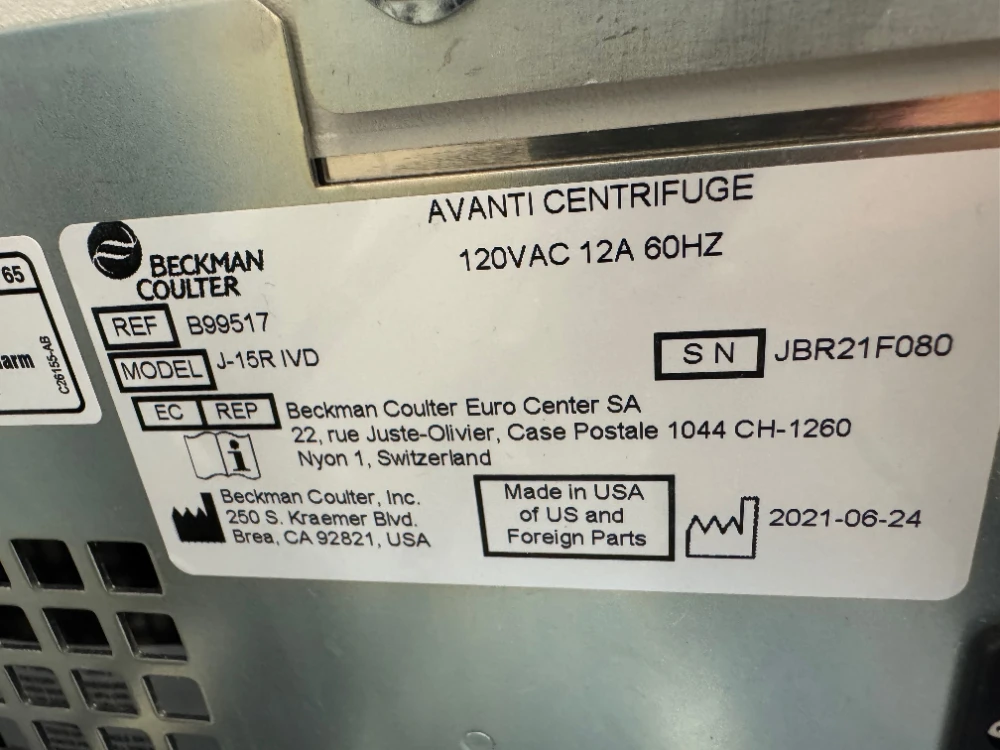 AVANTI CENTRIFUGE
120VAC 12A 60HZ
BECKMAN
COULTER
REF B99517
MODEL J-15R IVD
S N JBR21F080
EC REP Beckman Coulter Euro Center SA
22, rue Juste-Olivier, Case Postale 1044 CH-1260
Nyon 1, Switzerland
Beckman Coulter, Inc.
250 S. Kraemer Blvd.
Brea, CA 92821, USA
Made in USA
of US and
Foreign Parts
2021-06-24
65
arm
C26155-AB